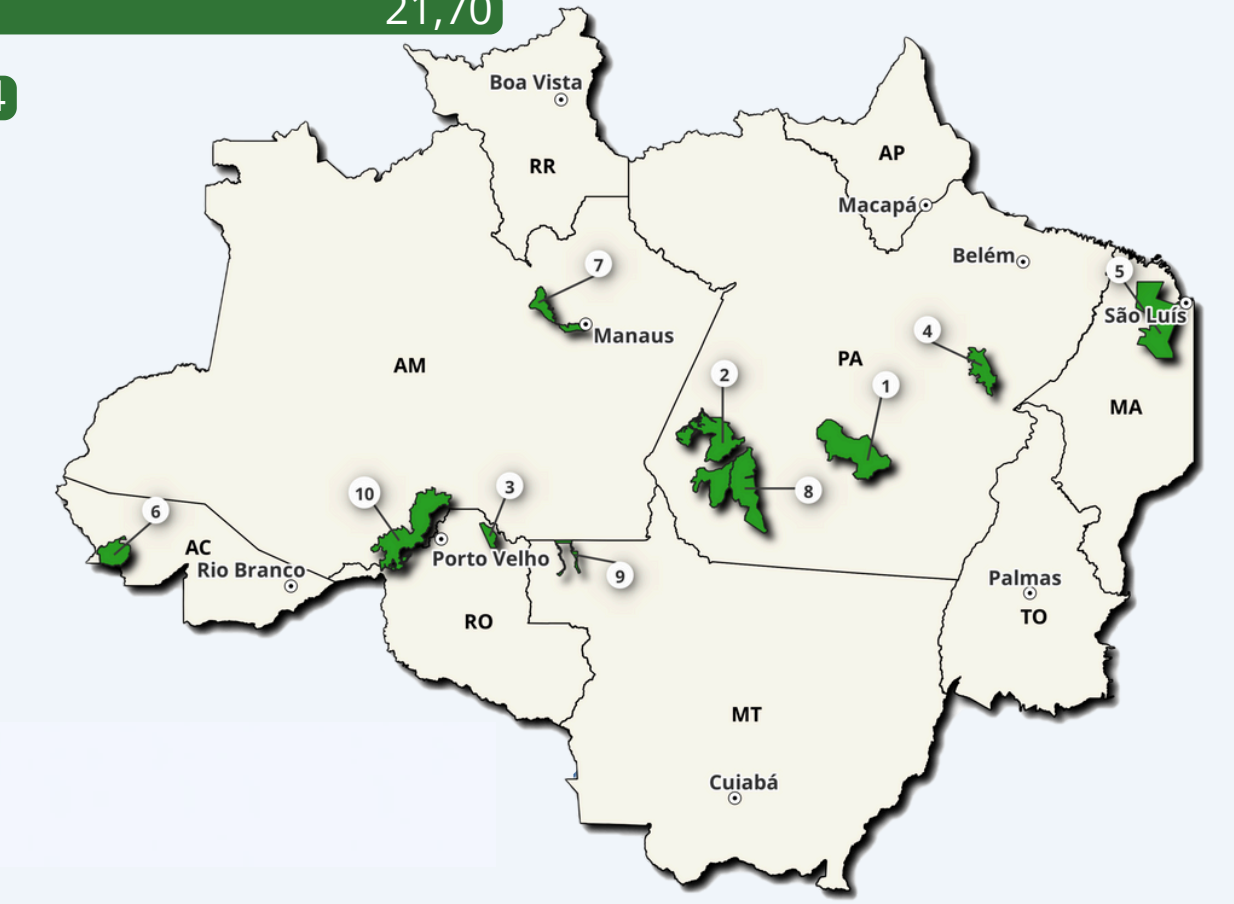 21,70
4
Boa Vista
RR
AP
Macapá
Belém
7
5
São Luís
Manaus
4
PA
AM
2
1
MA
10
3
8
6
AC
Porto Velho
Rio Branco
9
Palmas
RO
TO
MT
Cuiabá